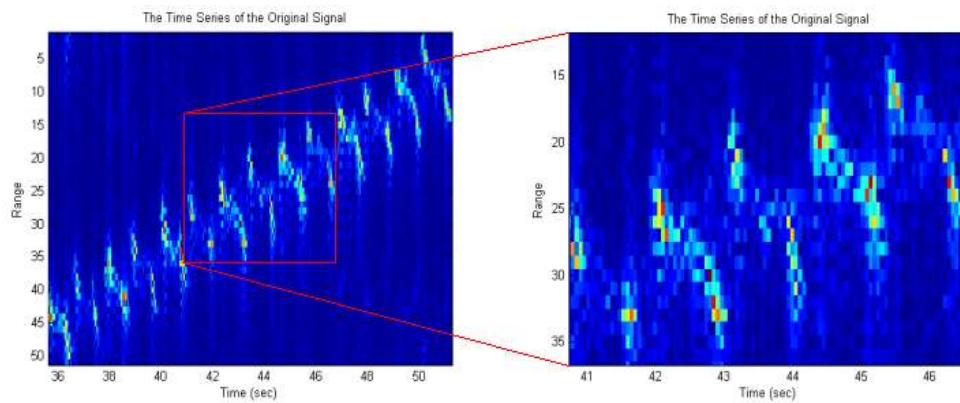 The Time Series of the Original Signal
5
10
15
20
25
30
35
40
45
50
Range
36 38 40 42 44 46 48 50
Time (sec)
The Time Series of the Original Signal
15
20
25
30
35
Range
41 42 43 44 45 46
Time (sec)